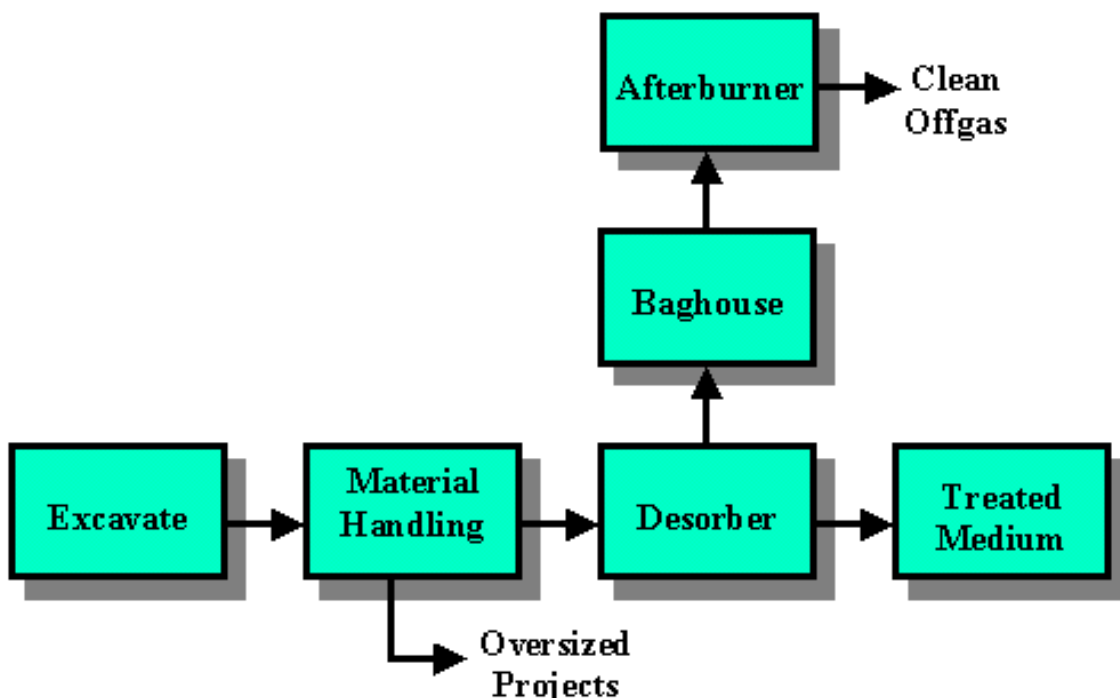 Afterburner
Clean
Offgas
Baghouse
Excavate
Material
Handling
Desorber
Treated
Medium
Oversized
Projects